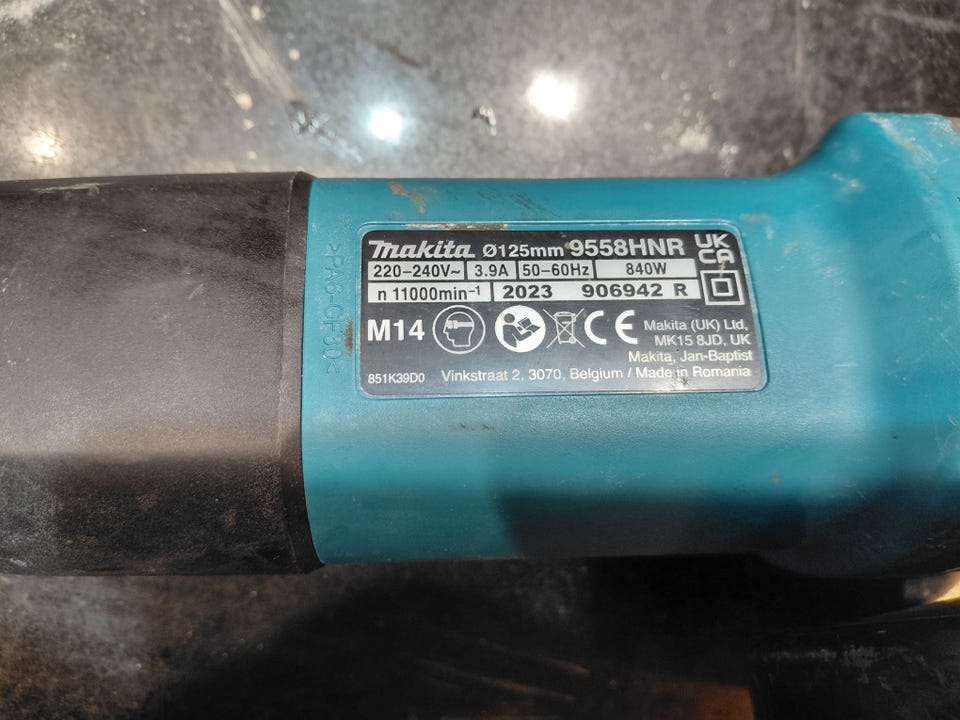 makita Ø125mm 9558HNR UK CA
220-240V~ 3.9A 50-60Hz 840W
n 11000min⁻¹ 2023 906942 R
M14 CE Makita (UK) Ltd,
MK15 8JD, UK
Makita, Jan-Baptist
851K39D0 Vinkstraat 2, 3070, Belgium / Made in Romania
>PA6-GF30<